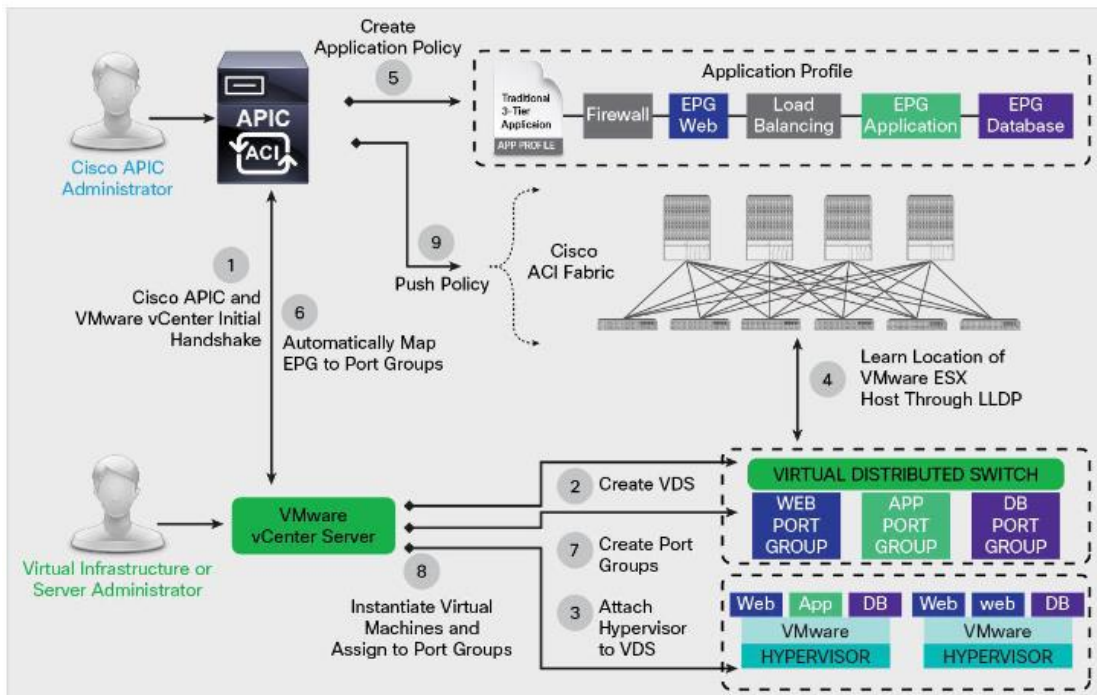 Create
Application Policy
5
Application Profile
Traditional
3-Tier
Applicaion
APP PROFILE
Firewall
EPG
Web
Load
Balancing
EPG
Application
EPG
Database
APIC
ACI
Cisco APIC
Administrator
9
Push Policy
Cisco
ACI Fabric
1
Cisco APIC and
VMware vCenter Initial
Handshake
6
Automatically Map
EPG to Port Groups
4
Learn Location of
VMware ESX
Host Through LLDP
Virtual Infrastructure or
Server Administrator
VMware
vCenter Server
2
Create VDS
7
Create Port
Groups
8
Instantiate Virtual
Machines and
Assign to Port Groups
3
Attach
Hypervisor
to VDS
VIRTUAL DISTRIBUTED SWITCH
WEB
PORT
GROUP
APP
PORT
GROUP
DB
PORT
GROUP
Web
App
DB
VMware
HYPERVISOR
Web
web
DB
VMware
HYPERVISOR